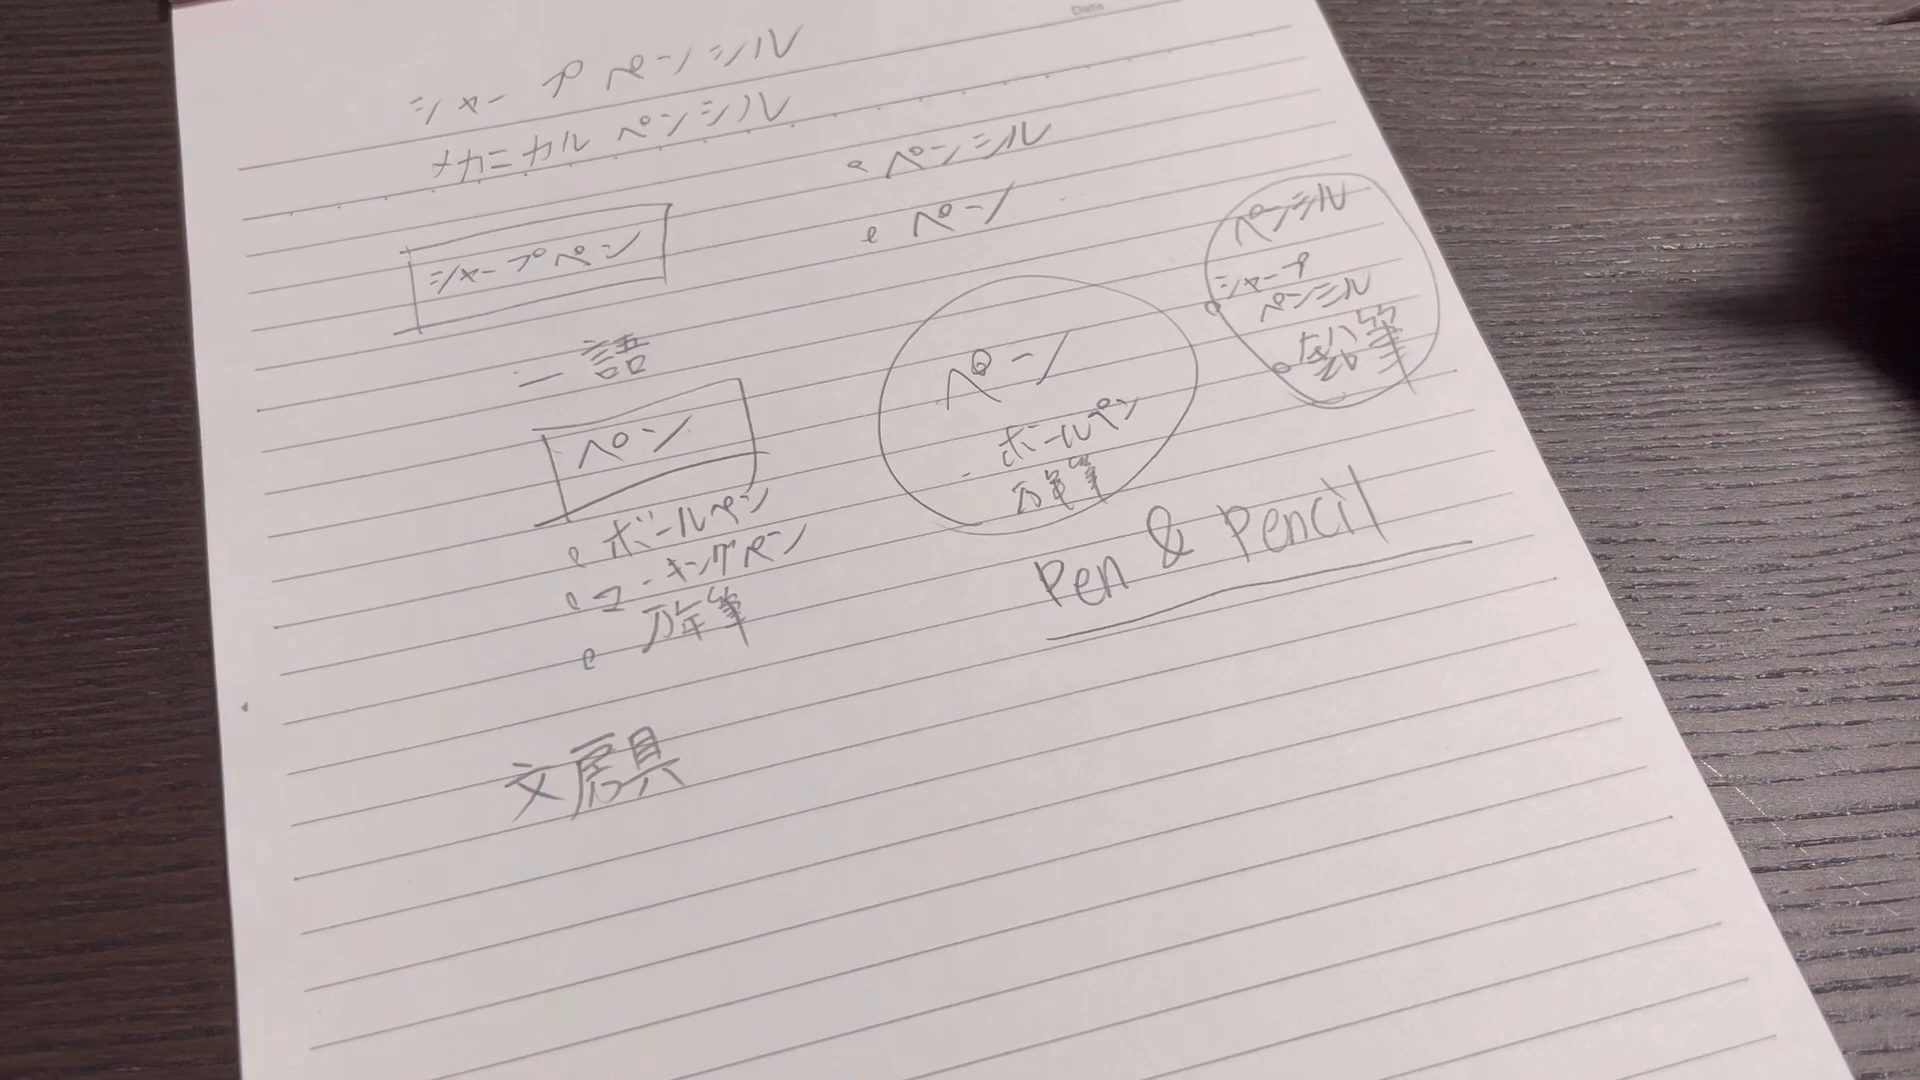 Date
シャープペンシル
メカニカルペンシル
シャープペン
一語
ペン
ボールペン
マーキングペン
万年筆
文房具
ペンシル
ペン
ペン
ボールペン
万年筆
ペンシル
シャープ
ペンシル
鉛筆
Pen & Pencil